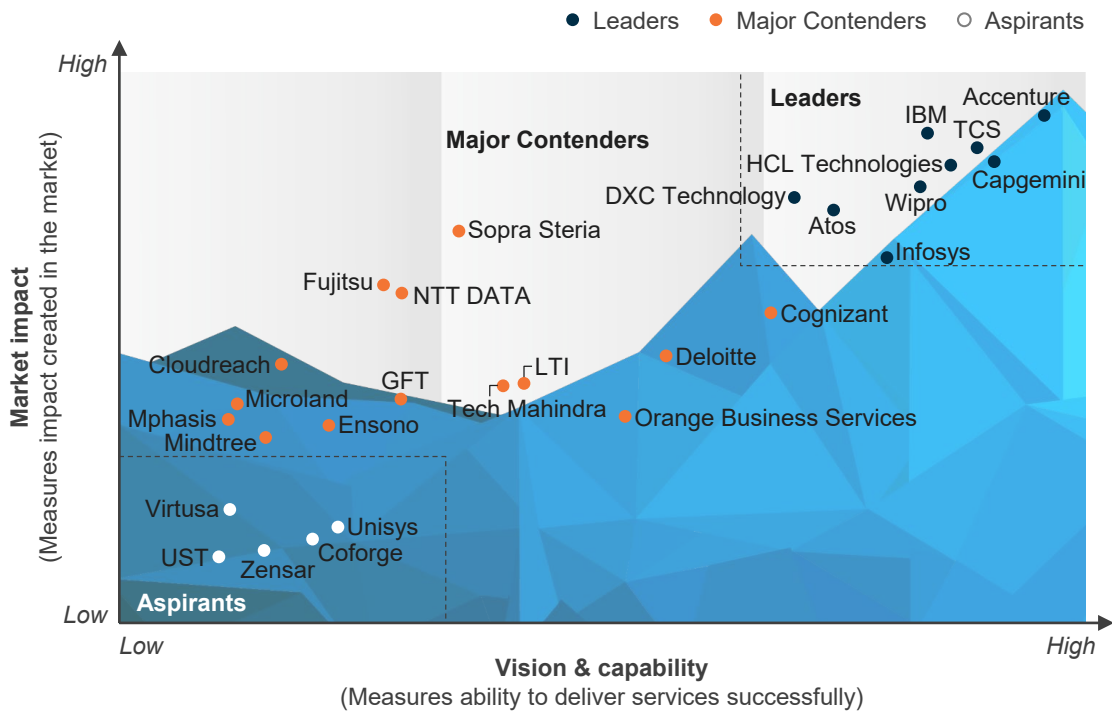 Leaders
Major Contenders
Aspirants
High
Leaders
Accenture
IBM
TCS
Major Contenders
HCL Technologies
Capgemini
DXC Technology
Wipro
Atos
Sopra Steria
Infosys
Fujitsu
NTT DATA
Cognizant
Market impact
(Measures impact created in the market)
Cloudreach
LTI
Deloitte
GFT
Microland
Tech Mahindra
Mphasis
Ensono
Orange Business Services
Mindtree
Virtusa
Unisys
UST
Coforge
Zensar
Aspirants
Low
Low
High
Vision & capability
(Measures ability to deliver services successfully)